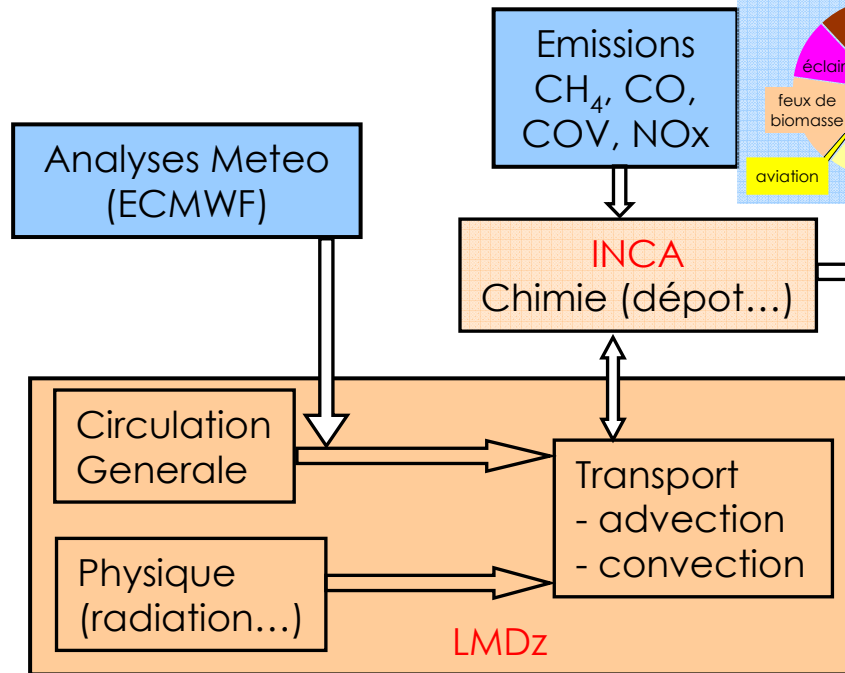 Emissions
CH₄, CO,
COV, NOx
feux de
biomasse
aviation
Analyses Meteo
(ECMWF)
INCA
Chimie (dépot…)
Circulation
Generale
Transport
- advection
- convection
Physique
(radiation…)
LMDz